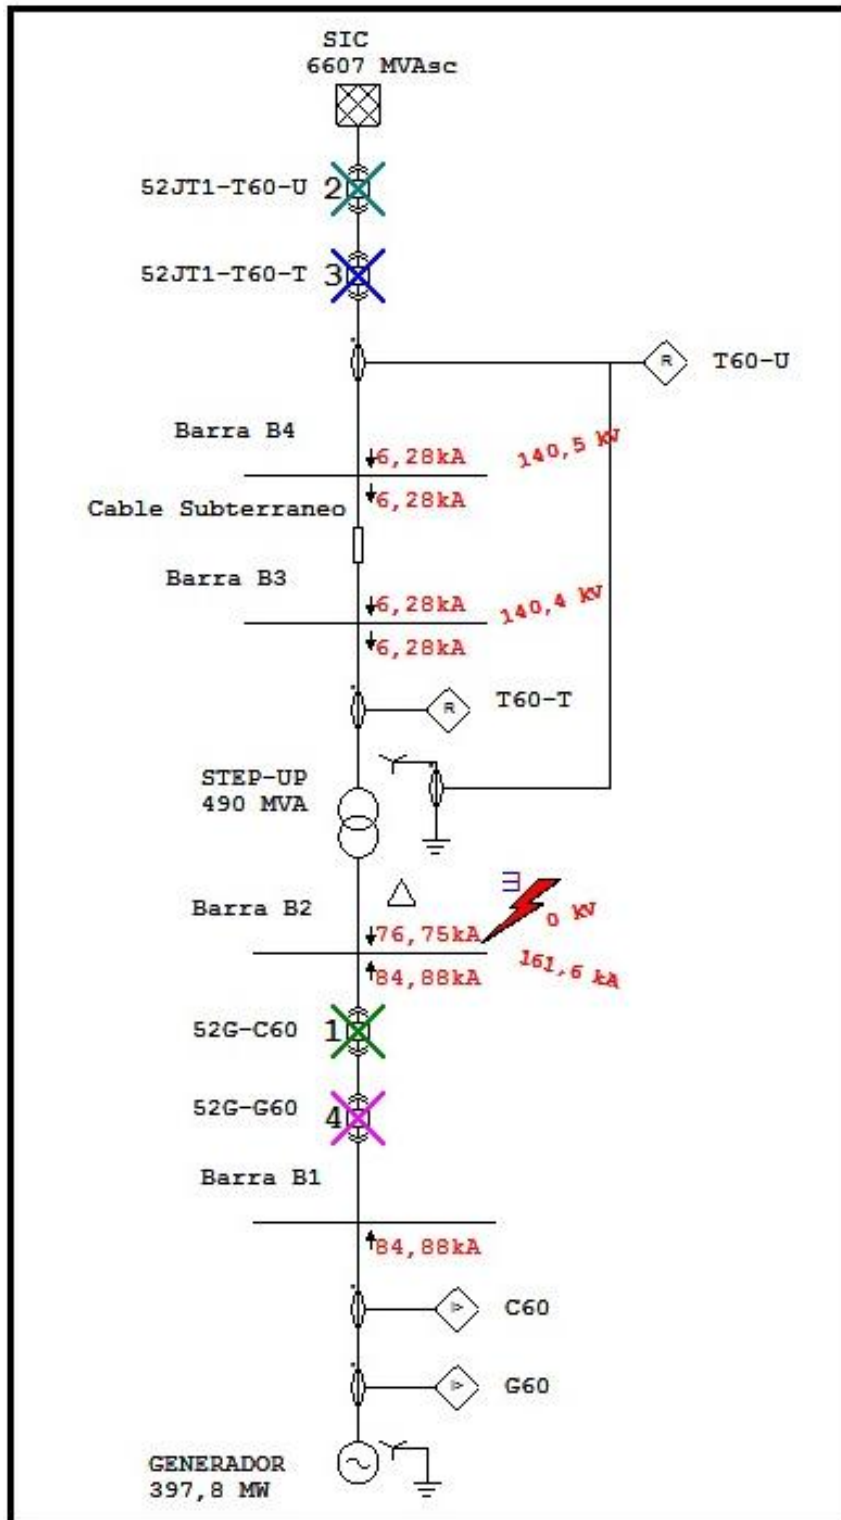 SIC
6607 MVAsc
52JT1-T60-U 2
52JT1-T60-T 3
R T60-U
Barra B4
6,28kA 140,5 kV
6,28kA
Cable Subterraneo
Barra B3
6,28kA 140,4 kV
6,28kA
R T60-T
STEP-UP
490 MVA
Barra B2
76,75kA 0 kV
84,88kA 161,6 kA
52G-C60 1
52G-G60 4
Barra B1
84,88kA
C60
G60
GENERADOR
397,8 MW